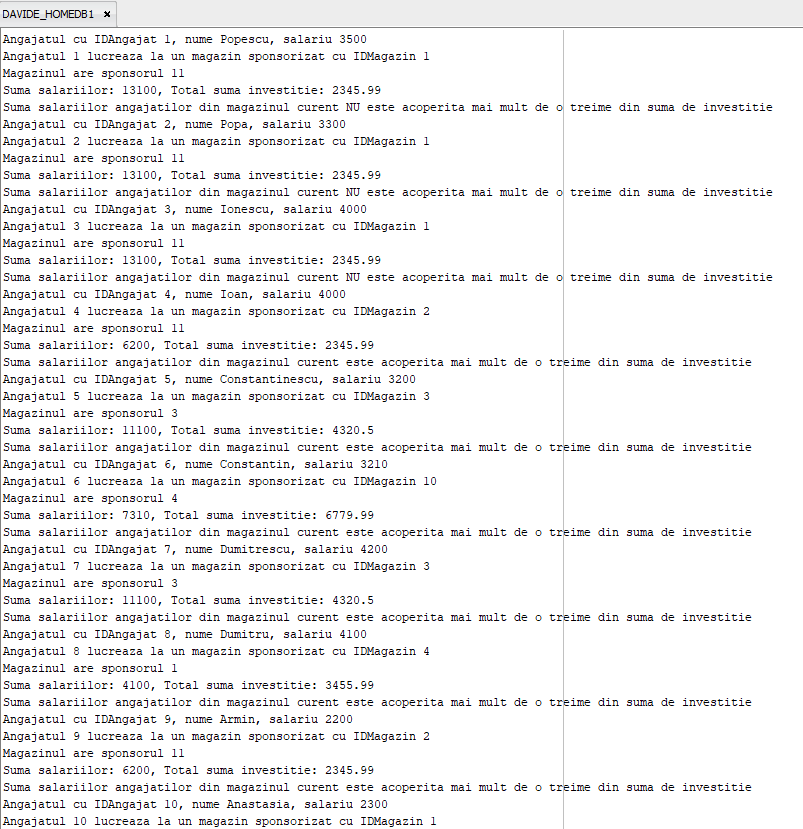 DAVIDE_HOMEDB1 ×
Angajatul cu IDAngajat 1, nume Popescu, salariu 3500
Angajatul 1 lucreaza la un magazin sponsorizat cu IDMagazin 1
Magazinul are sponsorul 11
Suma salariilor: 13100, Total suma investitie: 2345.99
Suma salariilor angajatilor din magazinul curent NU este acoperita mai mult de o treime din suma de investitie
Angajatul cu IDAngajat 2, nume Popa, salariu 3300
Angajatul 2 lucreaza la un magazin sponsorizat cu IDMagazin 1
Magazinul are sponsorul 11
Suma salariilor: 13100, Total suma investitie: 2345.99
Suma salariilor angajatilor din magazinul curent NU este acoperita mai mult de o treime din suma de investitie
Angajatul cu IDAngajat 3, nume Ionescu, salariu 4000
Angajatul 3 lucreaza la un magazin sponsorizat cu IDMagazin 1
Magazinul are sponsorul 11
Suma salariilor: 13100, Total suma investitie: 2345.99
Suma salariilor angajatilor din magazinul curent NU este acoperita mai mult de o treime din suma de investitie
Angajatul cu IDAngajat 4, nume Ioan, salariu 4000
Angajatul 4 lucreaza la un magazin sponsorizat cu IDMagazin 2
Magazinul are sponsorul 11
Suma salariilor: 6200, Total suma investitie: 2345.99
Suma salariilor angajatilor din magazinul curent este acoperita mai mult de o treime din suma de investitie
Angajatul cu IDAngajat 5, nume Constantinescu, salariu 3200
Angajatul 5 lucreaza la un magazin sponsorizat cu IDMagazin 3
Magazinul are sponsorul 3
Suma salariilor: 11100, Total suma investitie: 4320.5
Suma salariilor angajatilor din magazinul curent este acoperita mai mult de o treime din suma de investitie
Angajatul cu IDAngajat 6, nume Constantin, salariu 3210
Angajatul 6 lucreaza la un magazin sponsorizat cu IDMagazin 10
Magazinul are sponsorul 4
Suma salariilor: 7310, Total suma investitie: 6779.99
Suma salariilor angajatilor din magazinul curent este acoperita mai mult de o treime din suma de investitie
Angajatul cu IDAngajat 7, nume Dumitrescu, salariu 4200
Angajatul 7 lucreaza la un magazin sponsorizat cu IDMagazin 3
Magazinul are sponsorul 3
Suma salariilor: 11100, Total suma investitie: 4320.5
Suma salariilor angajatilor din magazinul curent este acoperita mai mult de o treime din suma de investitie
Angajatul cu IDAngajat 8, nume Dumitru, salariu 4100
Angajatul 8 lucreaza la un magazin sponsorizat cu IDMagazin 4
Magazinul are sponsorul 1
Suma salariilor: 4100, Total suma investitie: 3455.99
Suma salariilor angajatilor din magazinul curent este acoperita mai mult de o treime din suma de investitie
Angajatul cu IDAngajat 9, nume Armin, salariu 2200
Angajatul 9 lucreaza la un magazin sponsorizat cu IDMagazin 2
Magazinul are sponsorul 11
Suma salariilor: 6200, Total suma investitie: 2345.99
Suma salariilor angajatilor din magazinul curent este acoperita mai mult de o treime din suma de investitie
Angajatul cu IDAngajat 10, nume Anastasia, salariu 2300
Angajatul 10 lucreaza la un magazin sponsorizat cu IDMagazin 1